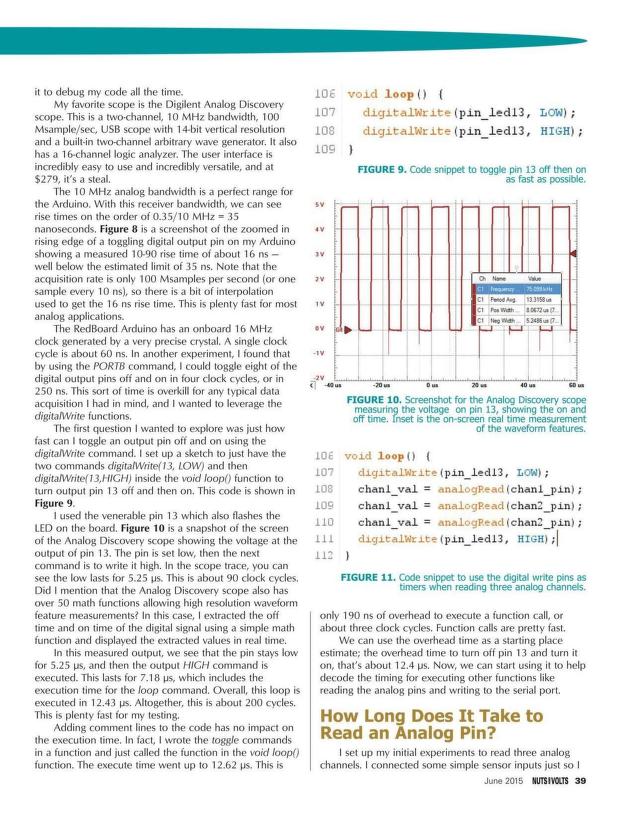 it to debug my code all the time.
My favorite scope is the Digilent Analog Discovery
scope. This is a two-channel, 10 MHz bandwidth, 100
Msample/sec, USB scope with 14-bit vertical resolution
and a built-in two-channel arbitrary wave generator. It also
has a 16-channel logic analyzer. The user interface is
incredibly easy to use and incredibly versatile, and at
$279, it's a steal.
The 10 MHz analog bandwidth is a perfect range for
the Arduino. With this receiver bandwidth, we can see
rise times on the order of 0.35/10 MHz = 35
nanoseconds. Figure 8 is a screenshot of the zoomed in
rising edge of a toggling digital output pin on my Arduino
showing a measured 10-90 rise time of about 16 ns —
well below the estimated limit of 35 ns. Note that the
acquisition rate is only 100 Msamples per second (or one
sample every 10 ns), so there is a bit of interpolation
used to get the 16 ns rise time. This is plenty fast for most
analog applications.
The RedBoard Arduino has an onboard 16 MHz
clock generated by a very precise crystal. A single clock
cycle is about 60 ns. In another experiment, I found that
by using the PORTB command, I could toggle eight of the
digital output pins off and on in four clock cycles, or in
250 ns. This sort of time is overkill for any typical data
acquisition I had in mind, and I wanted to leverage the
digitalWrite functions.
The first question I wanted to explore was just how
fast can I toggle an output pin off and on using the
digitalWrite command. I set up a sketch to just have the
two commands digitalWrite(13, LOW) and then
digitalWrite(13,HIGH) inside the void loop() function to
turn output pin 13 off and then on. This code is shown in
Figure 9.
I used the venerable pin 13 which also flashes the
LED on the board. Figure 10 is a snapshot of the screen
of the Analog Discovery scope showing the voltage at the
output of pin 13. The pin is set low, then the next
command is to write it high. In the scope trace, you can
see the low lasts for 5.25 µs. This is about 90 clock cycles.
Did I mention that the Analog Discovery scope also has
over 50 math functions allowing high resolution waveform
feature measurements? In this case, I extracted the off
time and on time of the digital signal using a simple math
function and displayed the extracted values in real time.
In this measured output, we see that the pin stays low
for 5.25 µs, and then the output HIGH command is
executed. This lasts for 7.18 µs, which includes the
execution time for the loop command. Overall, this loop is
executed in 12.43 µs. Altogether, this is about 200 cycles.
This is plenty fast for my testing.
Adding comment lines to the code has no impact on
the execution time. In fact, I wrote the toggle commands
in a function and just called the function in the void loop()
function. The execute time went up to 12.62 µs. This is
106 void loop() {
107 digitalWrite(pin_led13, LOW);
108 digitalWrite(pin_led13, HIGH);
109 }
FIGURE 9. Code snippet to toggle pin 13 off then on
as fast as possible.
5 V
4 V
3 V
2 V
1 V
0 V
-1 V
-2 V
Ch Name Value
C1 Frequency 75.099 kHz
C1 Period Avg. 13.3158 us
C1 Pos Width ... 8.0672 us (7...
C1 Neg Width ... 5.2486 us (7...
-40 us -20 us 0 us 20 us 40 us 60 us
FIGURE 10. Screenshot for the Analog Discovery scope
measuring the voltage on pin 13, showing the on and
off time. Inset is the on-screen real time measurement
of the waveform features.
106 void loop() {
107 digitalWrite(pin_led13, LOW);
108 chan1_val = analogRead(chan1_pin);
109 chan1_val = analogRead(chan2_pin);
110 chan1_val = analogRead(chan2_pin);
111 digitalWrite(pin_led13, HIGH);
112 }
FIGURE 11. Code snippet to use the digital write pins as
timers when reading three analog channels.
only 190 ns of overhead to execute a function call, or
about three clock cycles. Function calls are pretty fast.
We can use the overhead time as a starting place
estimate; the overhead time to turn off pin 13 and turn it
on, that's about 12.4 µs. Now, we can start using it to help
decode the timing for executing other functions like
reading the analog pins and writing to the serial port.
How Long Does It Take to
Read an Analog Pin?
I set up my initial experiments to read three analog
channels. I connected some simple sensor inputs just so I
June 2015 NUTS&VOLTS 39